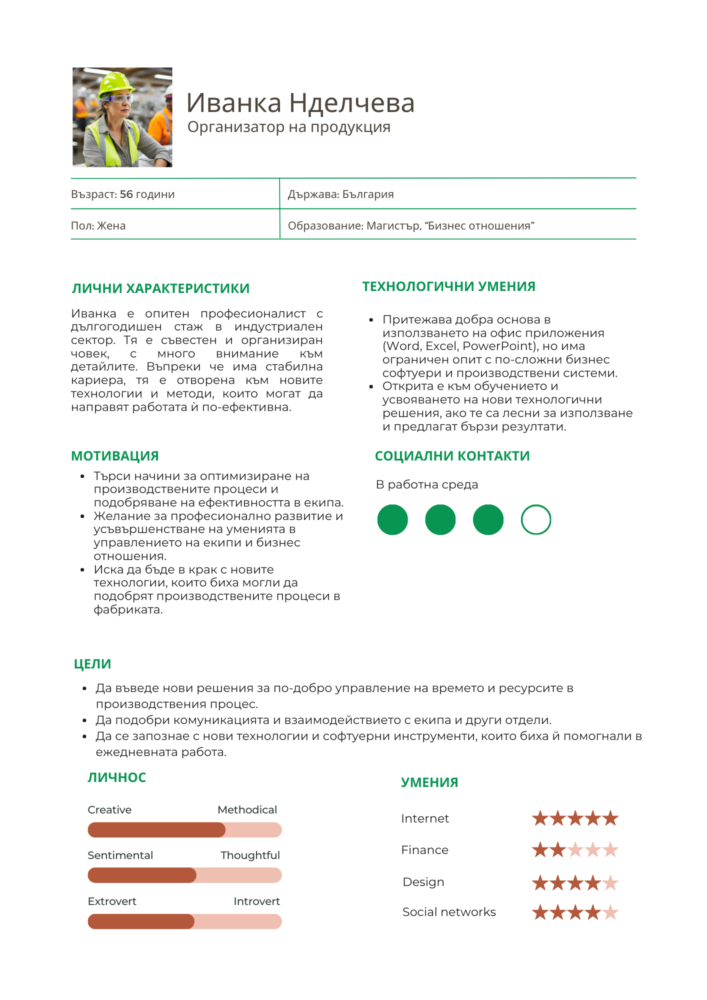 Иванка Нделчева
Организатор на продукция
Възраст: 56 години
Държава: България
Пол: Жена
Образование: Магистър, “Бизнес отношения”
ЛИЧНИ ХАРАКТЕРИСТИКИ
Иванка е опитен професионалист с
дългогодишен стаж в индустриален
сектор. Тя е съвестен и организиран
човек, с много внимание към
детайлите. Въпреки че има стабилна
кариера, тя е отворена към новите
технологии и методи, които могат да
направят работата ѝ по-ефективна.
ТЕХНОЛОГИЧНИ УМЕНИЯ
• Притежава добра основа в
използването на офис приложения
(Word, Excel, PowerPoint), но има
ограничен опит с по-сложни бизнес
софтуери и производствени системи.
• Открита е към обучението и
усвояването на нови технологични
решения, ако те са лесни за използване
и предлагат бързи резултати.
МОТИВАЦИЯ
• Търси начини за оптимизиране на
производствените процеси и
подобряване на ефективността в екипа.
• Желание за професионално развитие и
усъвършенстване на уменията в
управлението на екипи и бизнес
отношения.
• Иска да бъде в крак с новите
технологии, които биха могли да
подобрят производствените процеси в
фабриката.
СОЦИАЛНИ КОНТАКТИ
В работна среда
ЦЕЛИ
• Да въведе нови решения за по-добро управление на времето и ресурсите в
производствения процес.
• Да подобри комуникацията и взаимодействието с екипа и други отдели.
• Да се запознае с нови технологии и софтуерни инструменти, които биха й помогнали в
ежедневната работа.
ЛИЧНОС
Creative Methodical
Sentimental Thoughtful
Extrovert Introvert
УМЕНИЯ
Internet
Finance
Design
Social networks